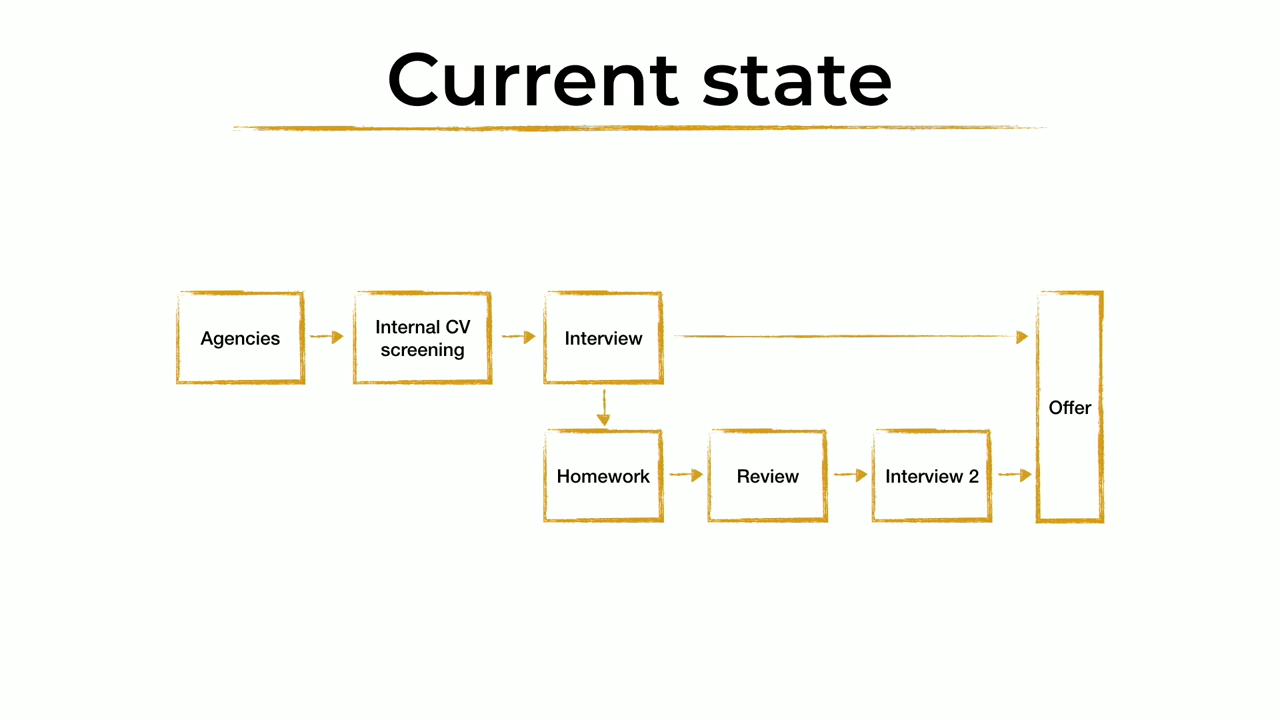 Current state
Agencies
Internal CV
screening
Interview
Offer
Homework
Review
Interview 2